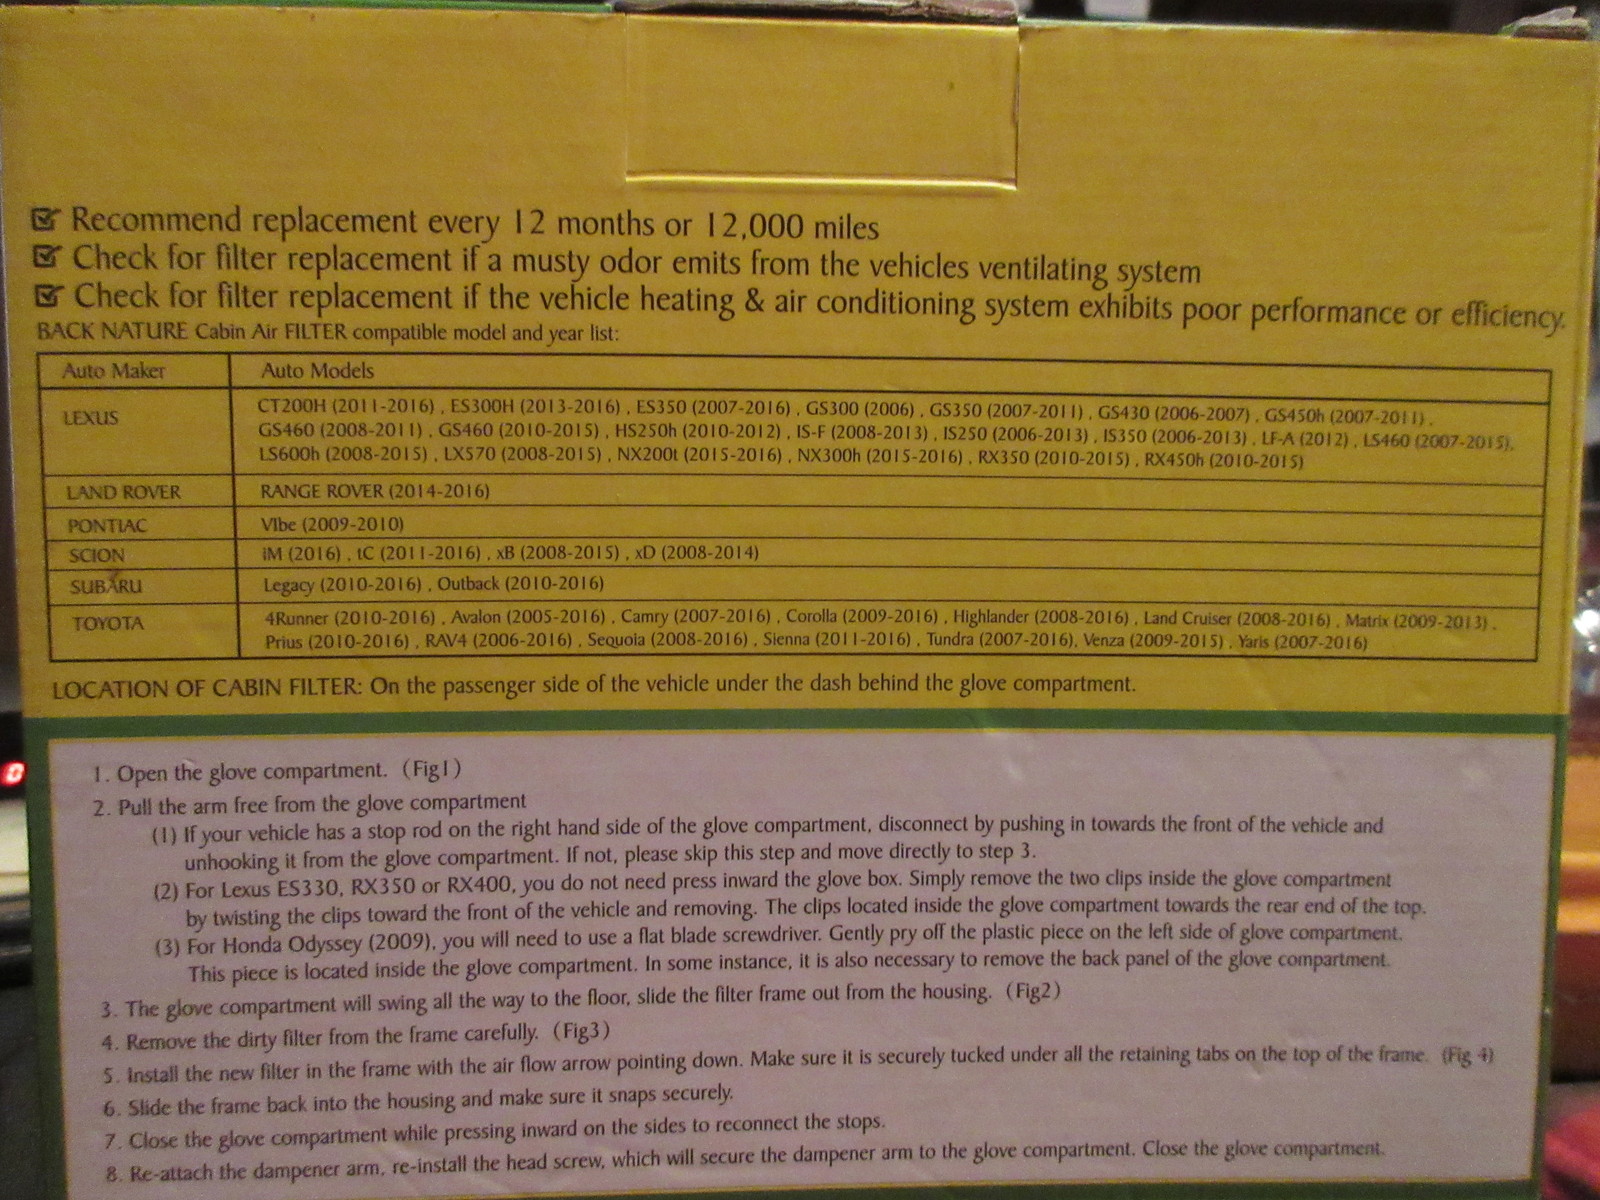 Recommend replacement every 12 months or 12,000 miles
Check for filter replacement if a musty odor emits from the vehicles ventilating system
Check for filter replacement if the vehicle heating & air conditioning system exhibits poor performance or efficiency.
BACK NATURE Cabin Air FILTER compatible model and year list:
Auto Maker Auto Models
LEXUS CT200H (2011-2016) , ES300H (2013-2016) , ES350 (2007-2016) , GS300 (2006) , GS350 (2007-2011) , GS430 (2006-2007) , GS450h (2007-2011) ,
GS460 (2008-2011) , GS460 (2010-2015) , HS250h (2010-2012) , IS-F (2008-2013) , IS250 (2006-2013) , IS350 (2006-2013) , LF-A (2012) , LS460 (2007-2015),
LS600h (2008-2015) , LX570 (2008-2015) , NX200t (2015-2016) , NX300h (2015-2016) , RX350 (2010-2015) , RX450h (2010-2015)
LAND ROVER RANGE ROVER (2014-2016)
PONTIAC VIbe (2009-2010)
SCION iM (2016) , tC (2011-2016) , xB (2008-2015) , xD (2008-2014)
SUBARU Legacy (2010-2016) , Outback (2010-2016)
TOYOTA 4Runner (2010-2016) , Avalon (2005-2016) , Camry (2007-2016) , Corolla (2009-2016) , Highlander (2008-2016) , Land Cruiser (2008-2016) , Matrix (2009-2013) ,
Prius (2010-2016) , RAV4 (2006-2016) , Sequoia (2008-2016) , Sienna (2011-2016) , Tundra (2007-2016), Venza (2009-2015) , Yaris (2007-2016)
LOCATION OF CABIN FILTER: On the passenger side of the vehicle under the dash behind the glove compartment.
1. Open the glove compartment. (Fig1)
2. Pull the arm free from the glove compartment
(1) If your vehicle has a stop rod on the right hand side of the glove compartment, disconnect by pushing in towards the front of the vehicle and
unhooking it from the glove compartment. If not, please skip this step and move directly to step 3.
(2) For Lexus ES330, RX350 or RX400, you do not need press inward the glove box. Simply remove the two clips inside the glove compartment
by twisting the clips toward the front of the vehicle and removing. The clips located inside the glove compartment towards the rear end of the top.
(3) For Honda Odyssey (2009), you will need to use a flat blade screwdriver. Gently pry off the plastic piece on the left side of glove compartment.
This piece is located inside the glove compartment. In some instance, it is also necessary to remove the back panel of the glove compartment.
3. The glove compartment will swing all the way to the floor, slide the filter frame out from the housing. (Fig2)
4. Remove the dirty filter from the frame carefully. (Fig3)
5. Install the new filter in the frame with the air flow arrow pointing down. Make sure it is securely tucked under all the retaining tabs on the top of the frame. (Fig 4)
6. Slide the frame back into the housing and make sure it snaps securely.
7. Close the glove compartment while pressing inward on the sides to reconnect the stops.
8. Re-attach the dampener arm, re-install the head screw, which will secure the dampener arm to the glove compartment. Close the glove compartment.